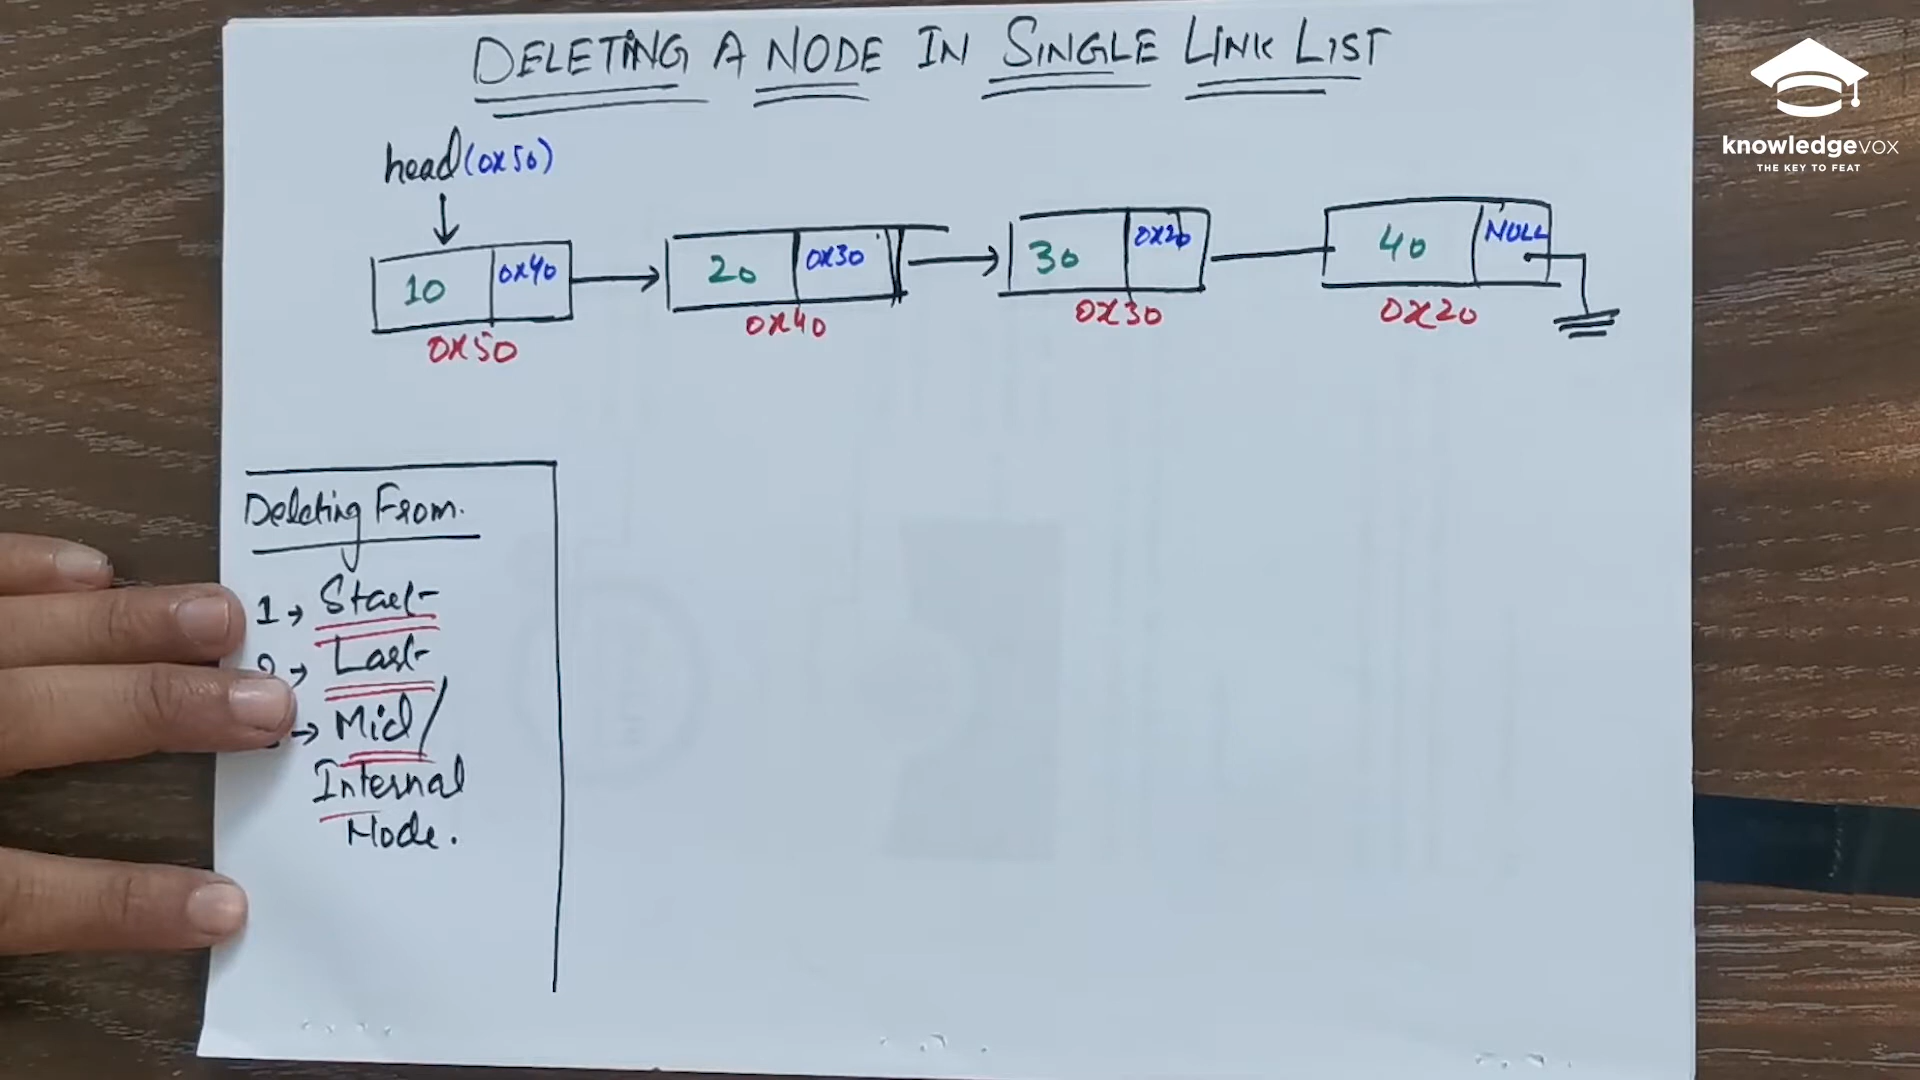 DELETING A NODE IN SINGLE LINK LIST
knowledgevox
THE KEY TO FEAT
head (0x50)
10 0x40
20 0x30
30 0x20
40 NULL
0x50
0x40
0x30
0x20
Deleting From.
1 → Start
→ Last
→ Mid/
Internal
Node.